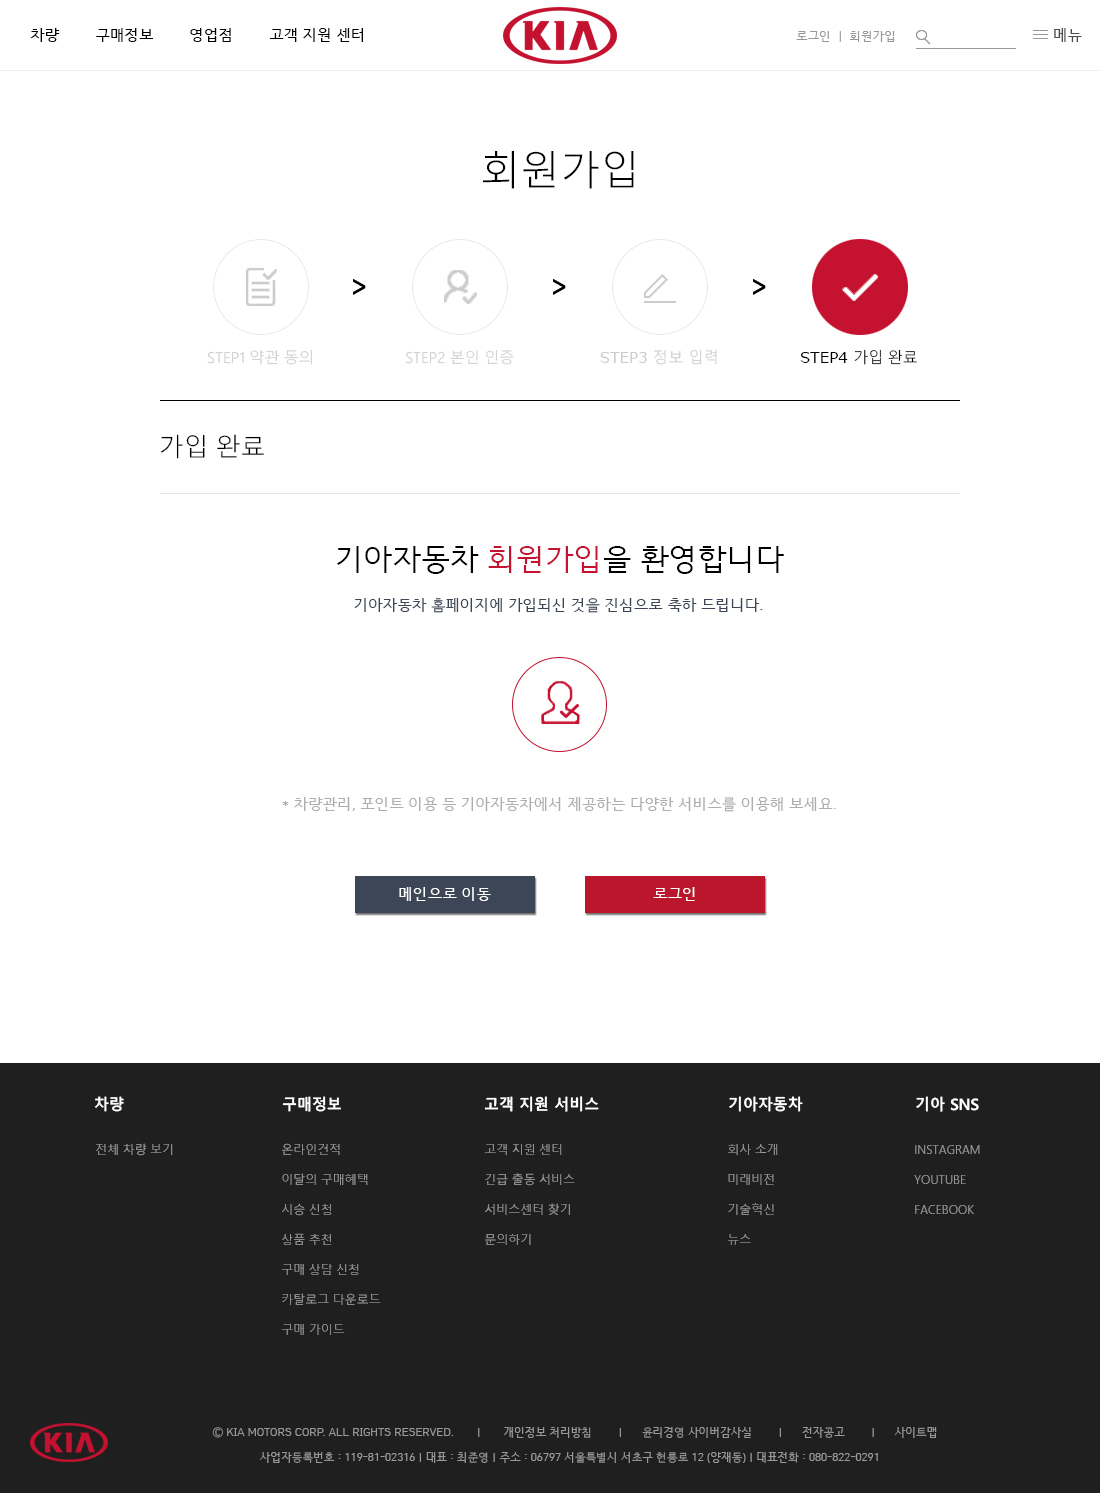 차량 구매정보 영업점 고객 지원 센터 KIA 로그인 | 회원가입 메뉴
회원가입
> > >
STEP1 약관 동의 STEP2 본인 인증 STEP3 정보 입력 STEP4 가입 완료
가입 완료
기아자동차 회원가입을 환영합니다
기아자동차 홈페이지에 가입되신 것을 진심으로 축하 드립니다.
* 차량관리, 포인트 이용 등 기아자동차에서 제공하는 다양한 서비스를 이용해 보세요.
메인으로 이동 로그인
차량 구매정보 고객 지원 서비스 기아자동차 기아 SNS
전체 차량 보기 온라인견적 고객 지원 센터 회사 소개 INSTAGRAM
이달의 구매혜택 긴급 출동 서비스 미래비전 YOUTUBE
시승 신청 서비스센터 찾기 기술혁신 FACEBOOK
상품 추천 문의하기 뉴스
구매 상담 신청
카탈로그 다운로드
구매 가이드
KIA © KIA MOTORS CORP. ALL RIGHTS RESERVED. | 개인정보 처리방침 | 윤리경영 사이버감사실 | 전자공고 | 사이트맵
사업자등록번호 : 119-81-02316 | 대표 : 최준영 | 주소 : 06797 서울특별시 서초구 헌릉로 12 (양재동) | 대표전화 : 080-822-0291